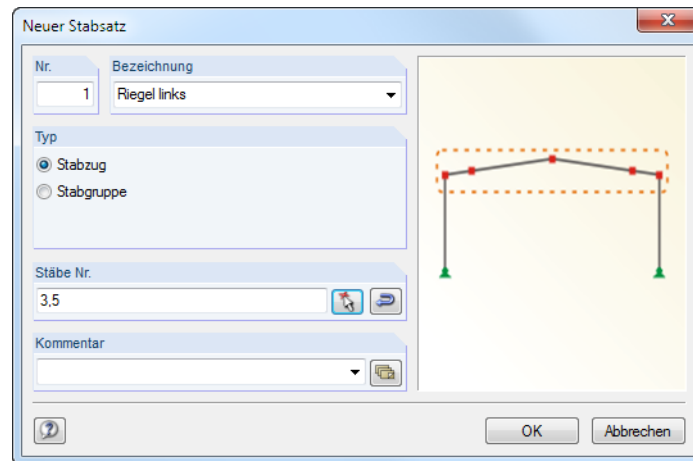 Neuer Stabsatz
Nr.
Bezeichnung
1
Riegel links
Typ
Stabzug
Stabgruppe
Stäbe Nr.
3,5
Kommentar
OK
Abbrechen